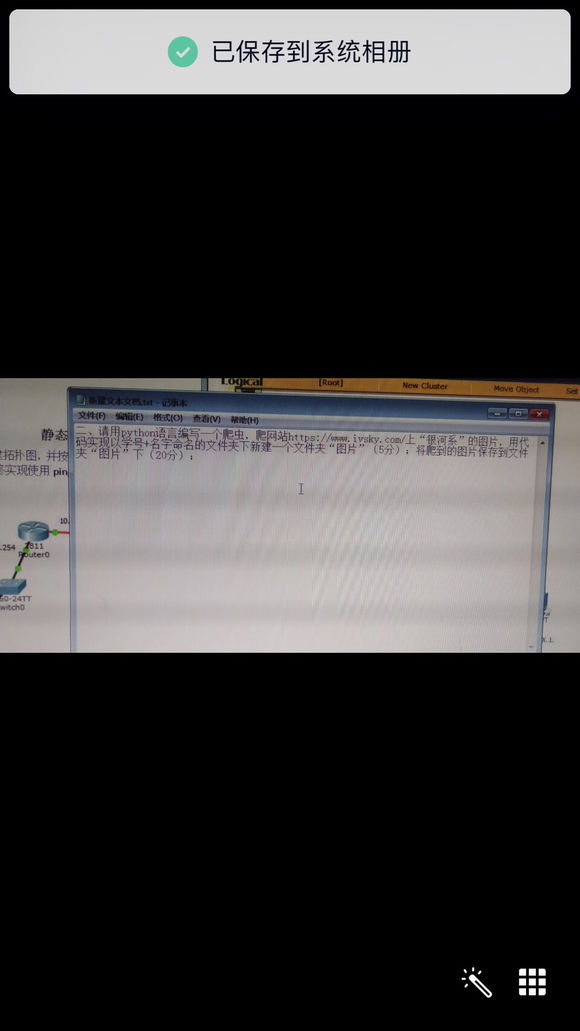 已保存到系统相册
Logical
[Root]
New Cluster
Move Object
新建文本文档.txt - 记事本
文件(F) 编辑(E) 格式(O) 查看(V) 帮助(H)
二、请用python语言编写一个爬虫，爬网站https://www.ivsky.com/上“银河系”的图片，用代
码实现以学号+名字命名的文件夹下新建一个文件夹“图片”（5分）；将爬到的图片保存到文件
夹“图片”下（20分）；
静态
拓扑图，并按
实现使用 pin
10.
.254
2811
Router0
60-24TT
witch0